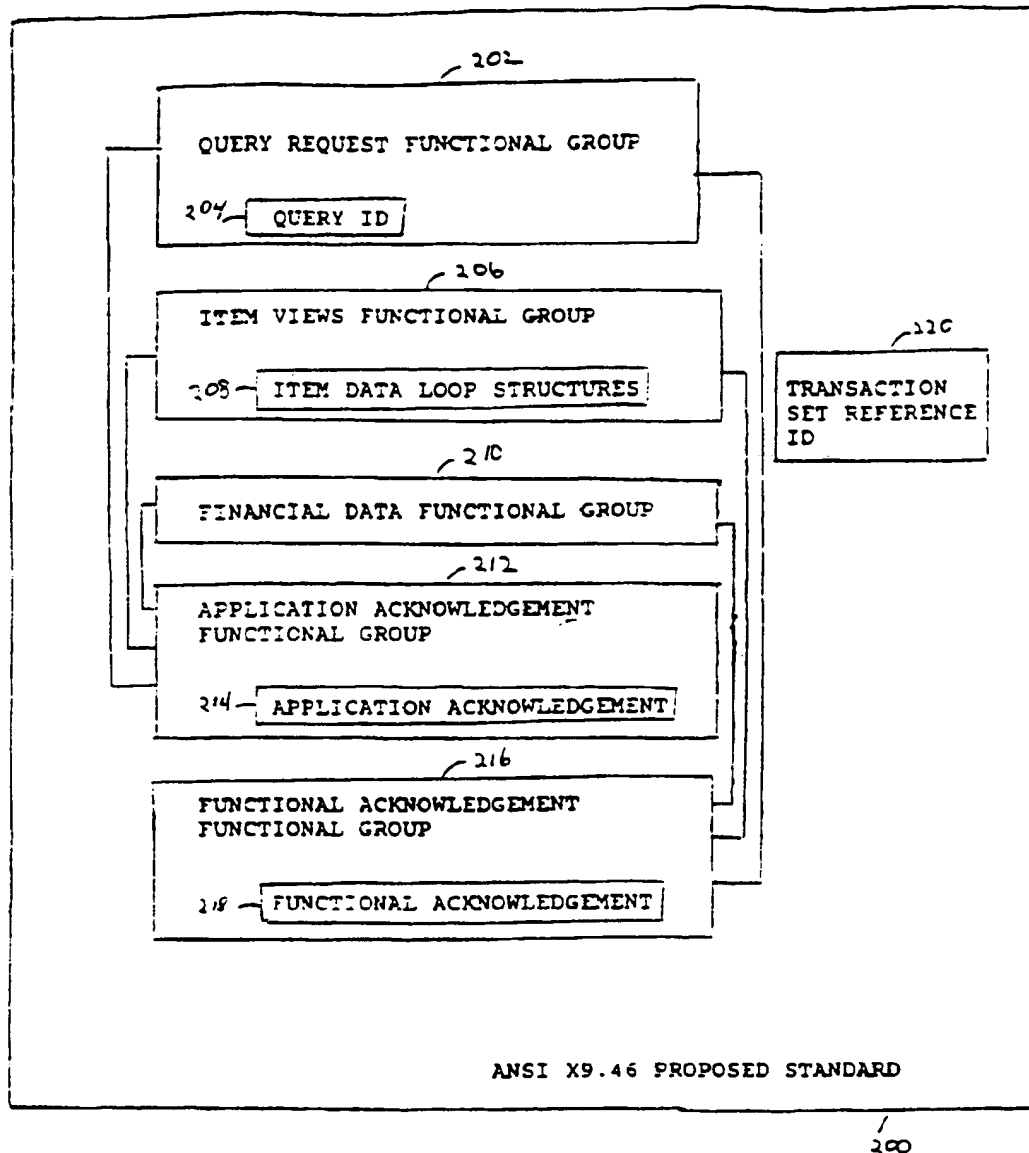 202
QUERY REQUEST FUNCTIONAL GROUP
204
QUERY ID
206
ITEM VIEWS FUNCTIONAL GROUP
208
ITEM DATA LOOP STRUCTURES
220
TRANSACTION
SET REFERENCE
ID
210
FINANCIAL DATA FUNCTIONAL GROUP
212
APPLICATION ACKNOWLEDGEMENT
FUNCTIONAL GROUP
214
APPLICATION ACKNOWLEDGEMENT
216
FUNCTIONAL ACKNOWLEDGEMENT
FUNCTIONAL GROUP
218
FUNCTIONAL ACKNOWLEDGEMENT
ANSI X9.46 PROPOSED STANDARD
200